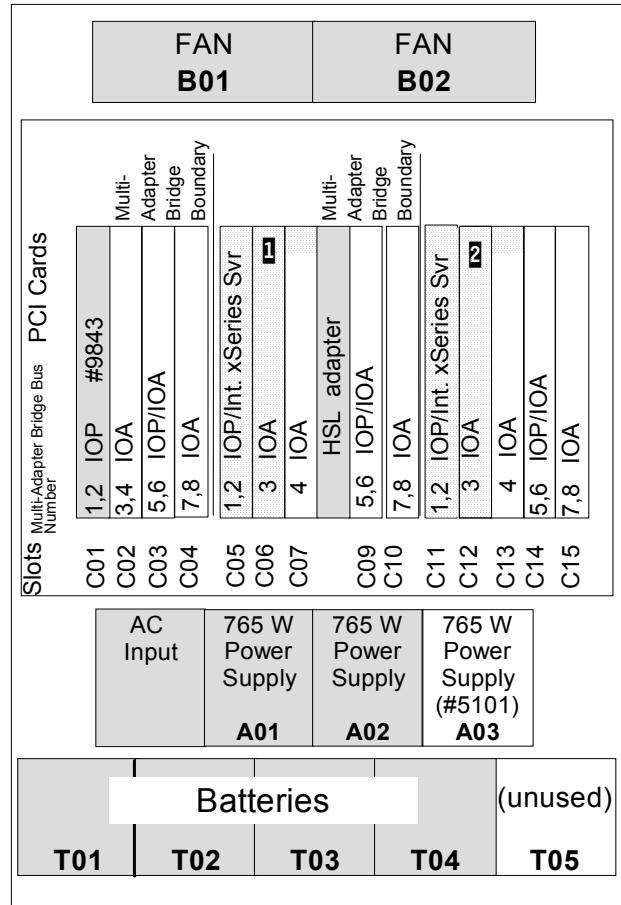 FAN
B01
FAN
B02
Multi-
Adapter
Bridge
Boundary
Multi-
Adapter
Bridge
Boundary
Slots
Multi-Adapter Bridge Bus
Number
PCI Cards
C01 1,2 IOP #9843
C02 3,4 IOA
C03 5,6 IOP/IOA
C04 7,8 IOA
C05 1,2 IOP/Int. xSeries Svr
C06 3 IOA 1
C07 4 IOA
HSL adapter
C09 5,6 IOP/IOA
C10 7,8 IOA
C11 1,2 IOP/Int. xSeries Svr
C12 3 IOA 2
C13 4 IOA
C14 5,6 IOP/IOA
C15 7,8 IOA
AC
Input
765 W
Power
Supply
A01
765 W
Power
Supply
A02
765 W
Power
Supply
(#5101)
A03
Batteries
(unused)
T01 T02 T03 T04 T05